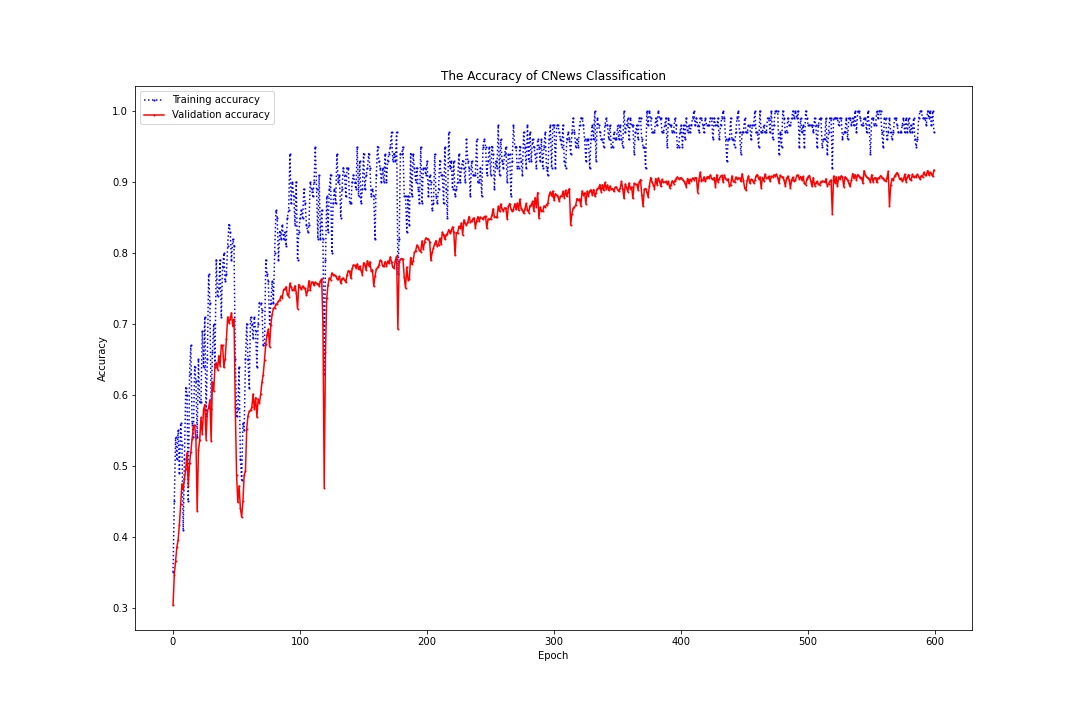 The Accuracy of CNews Classification
Training accuracy
Validation accuracy
1.0
0.9
0.8
0.7
0.6
0.5
0.4
0.3
Accuracy
0 100 200 300 400 500 600
Epoch